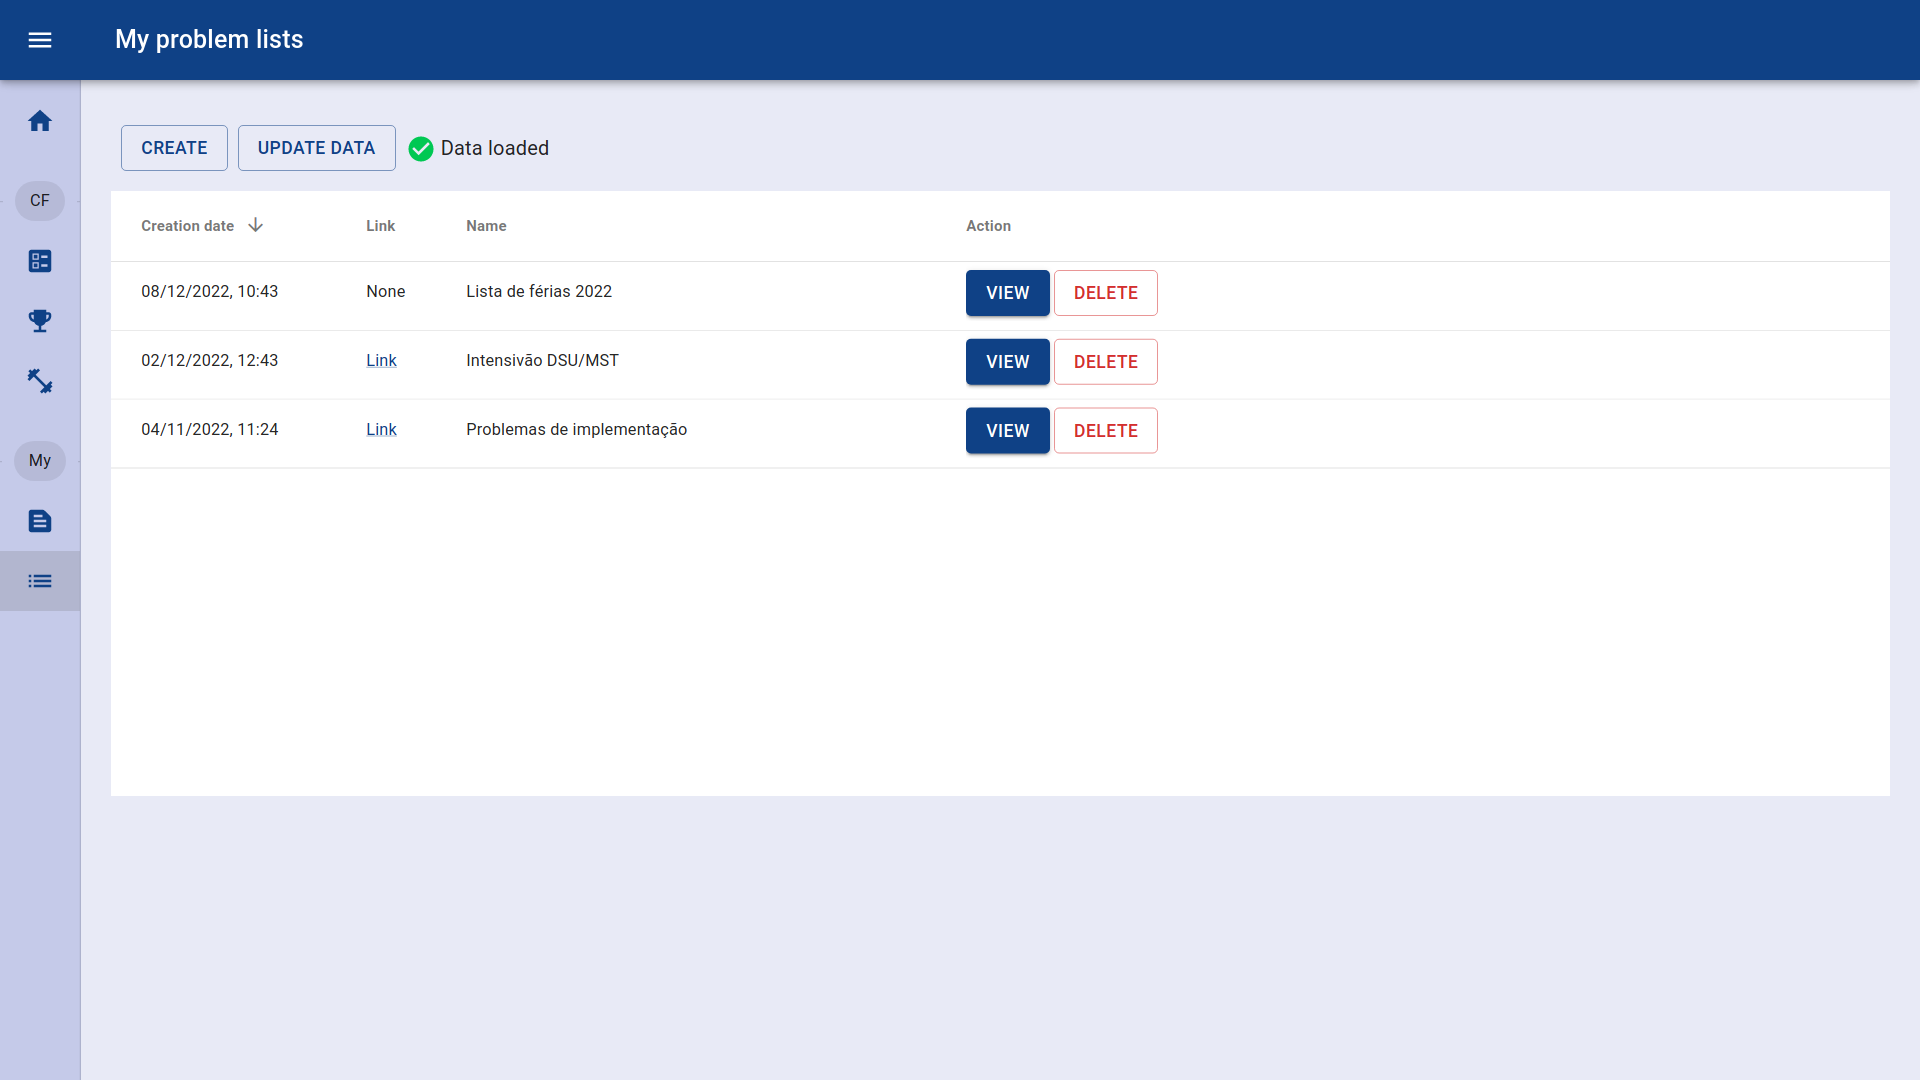 My problem lists
CREATE UPDATE DATA Data loaded
CF
Creation date Link Name Action
08/12/2022, 10:43 None Lista de férias 2022 VIEW DELETE
02/12/2022, 12:43 Link Intensivão DSU/MST VIEW DELETE
04/11/2022, 11:24 Link Problemas de implementação VIEW DELETE
My